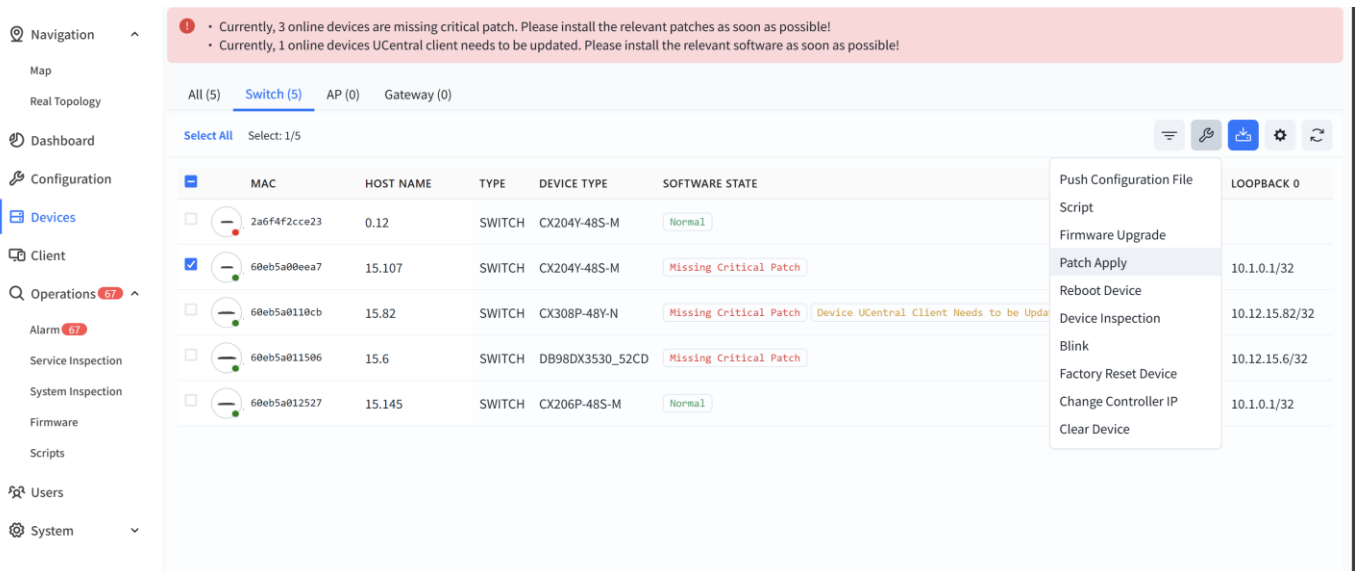 Navigation
Map
Real Topology
Dashboard
Configuration
Devices
Client
Operations 67
Alarm 67
Service Inspection
System Inspection
Firmware
Scripts
Users
System
• Currently, 3 online devices are missing critical patch. Please install the relevant patches as soon as possible!
• Currently, 1 online devices UCentral client needs to be updated. Please install the relevant software as soon as possible!
All (5) Switch (5) AP (0) Gateway (0)
Select All Select: 1/5
MAC HOST NAME TYPE DEVICE TYPE SOFTWARE STATE LOOPBACK 0
2a6f4f2cce23 0.12 SWITCH CX204Y-48S-M Normal
60eb5a00eea7 15.107 SWITCH CX204Y-48S-M Missing Critical Patch 10.1.0.1/32
60eb5a0110cb 15.82 SWITCH CX308P-48Y-N Missing Critical Patch Device UCentral Client Needs to be Upda 10.12.15.82/32
60eb5a011506 15.6 SWITCH DB98DX3530_52CD Missing Critical Patch 10.12.15.6/32
60eb5a012527 15.145 SWITCH CX206P-48S-M Normal 10.1.0.1/32
Push Configuration File
Script
Firmware Upgrade
Patch Apply
Reboot Device
Device Inspection
Blink
Factory Reset Device
Change Controller IP
Clear Device